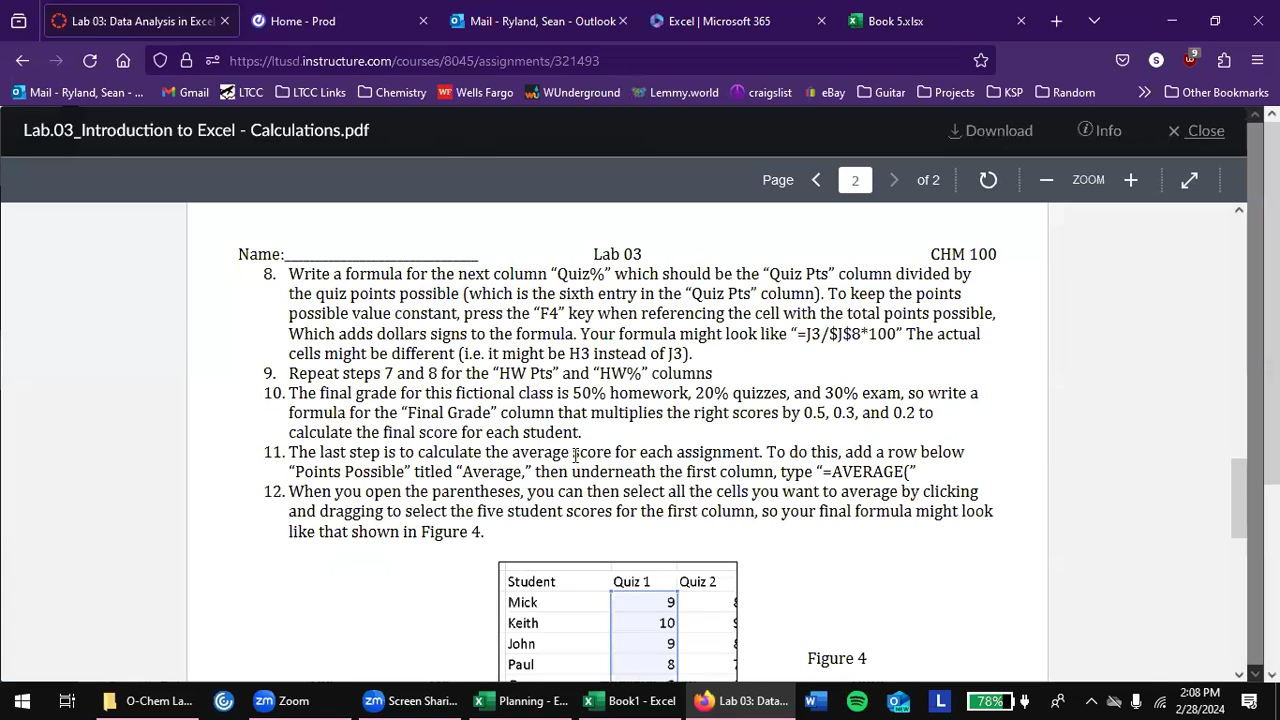 Lab 03: Data Analysis in Excel
Home - Prod
Mail - Ryland, Sean - Outlook
Excel | Microsoft 365
Book 5.xlsx
https://ltusd.instructure.com/courses/8045/assignments/321493
S
9
Mail - Ryland, Sean - ...
Gmail
LTCC
LTCC Links
Chemistry
WF Wells Fargo
WUnderground
Lemmy.world
craigslist
eBay
Guitar
Projects
KSP
Random
Other Bookmarks
Lab.03_Introduction to Excel - Calculations.pdf
Download
Info
Close
Page
2
of 2
ZOOM
Name:____________________________ Lab 03 CHM 100
8. Write a formula for the next column “Quiz%” which should be the “Quiz Pts” column divided by
the quiz points possible (which is the sixth entry in the “Quiz Pts” column). To keep the points
possible value constant, press the “F4” key when referencing the cell with the total points possible,
Which adds dollars signs to the formula. Your formula might look like “=J3/$J$8*100” The actual
cells might be different (i.e. it might be H3 instead of J3).
9. Repeat steps 7 and 8 for the “HW Pts” and “HW%” columns
10. The final grade for this fictional class is 50% homework, 20% quizzes, and 30% exam, so write a
formula for the “Final Grade” column that multiplies the right scores by 0.5, 0.3, and 0.2 to
calculate the final score for each student.
11. The last step is to calculate the average score for each assignment. To do this, add a row below
“Points Possible” titled “Average,” then underneath the first column, type “=AVERAGE(”
12. When you open the parentheses, you can then select all the cells you want to average by clicking
and dragging to select the five student scores for the first column, so your final formula might look
like that shown in Figure 4.
Student Quiz 1 Quiz 2
Mick 9
Keith 10
John 9
Paul 8
Figure 4
O-Chem La...
Zoom
Screen Shari...
Planning - E...
Book1 - Excel
Lab 03: Data...
78%
2:08 PM
2/28/2024